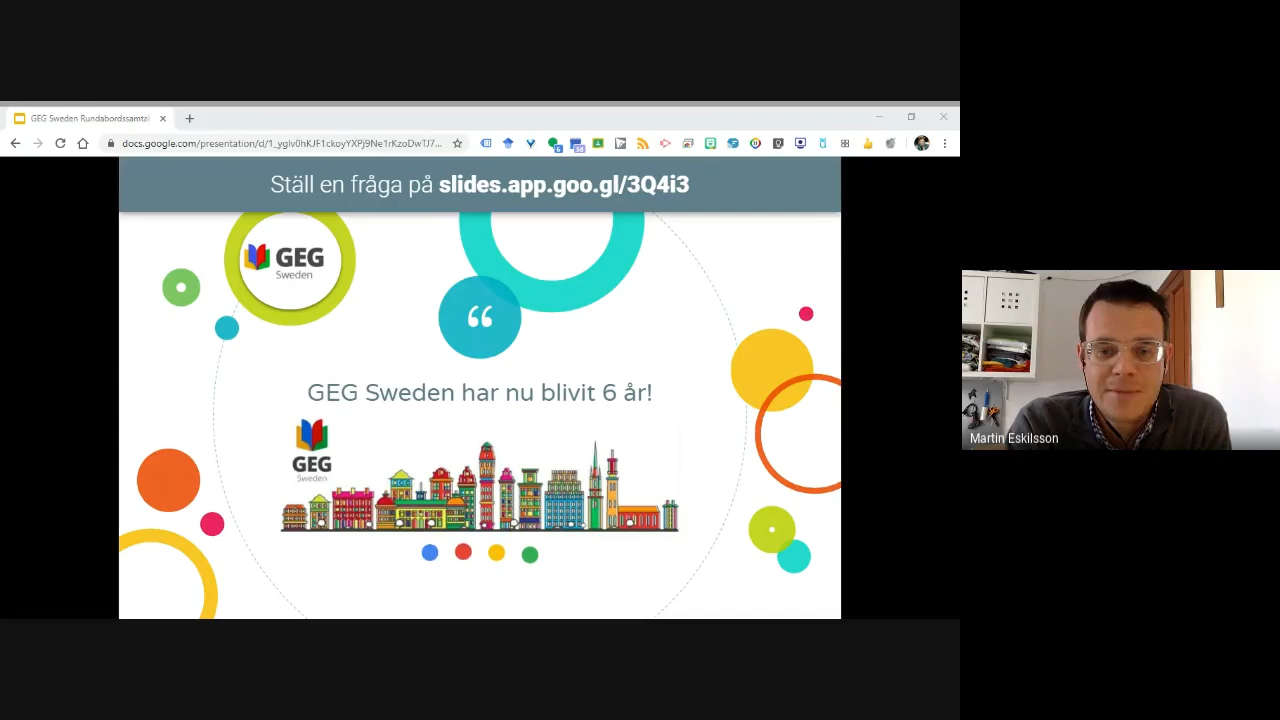 GEG Sweden Rundabordssamtal
docs.google.com/presentation/d/1_yglv0hKJF1ckoyYXPj9Ne1rKzoDwTJ7...
Ställ en fråga på slides.app.goo.gl/3Q4i3
GEG
Sweden
“
GEG Sweden har nu blivit 6 år!
GEG
Sweden
Martin Eskilsson